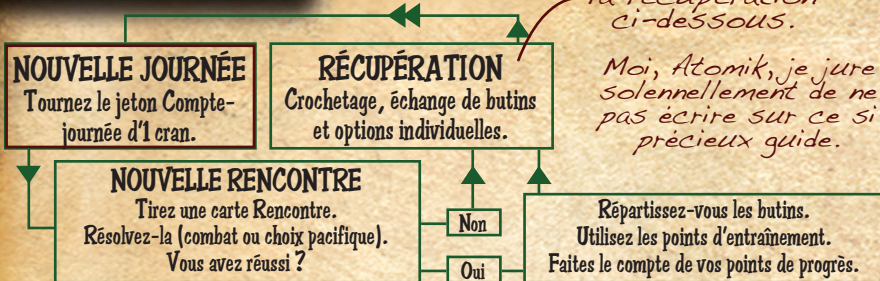 la récupération
ci-dessous.
Moi, Atomik, je jure
solennellement de ne
pas écrire sur ce si
précieux guide.
NOUVELLE JOURNÉE
Tournez le jeton Compte-
journée d'1 cran.
RÉCUPÉRATION
Crochetage, échange de butins
et options individuelles.
NOUVELLE RENCONTRE
Tirez une carte Rencontre.
Résolvez-la (combat ou choix pacifique).
Vous avez réussi ?
Non
Oui
Répartissez-vous les butins.
Utilisez les points d'entraînement.
Faites le compte de vos points de progrès.